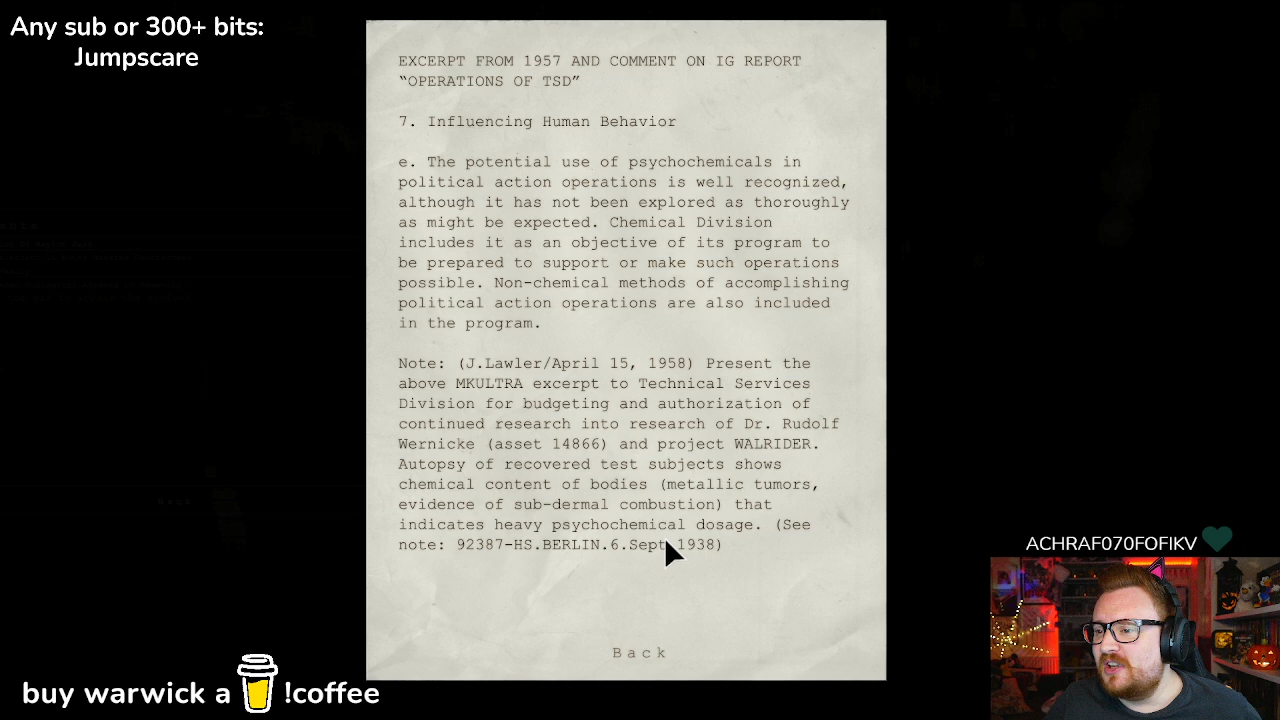 Any sub or 300+ bits:
Jumpscare
EXCERPT FROM 1957 AND COMMENT ON IG REPORT
“OPERATIONS OF TSD”
7. Influencing Human Behavior
e. The potential use of psychochemicals in
political action operations is well recognized,
although it has not been explored as thoroughly
as might be expected. Chemical Division
includes it as an objective of its program to
be prepared to support or make such operations
possible. Non-chemical methods of accomplishing
political action operations are also included
in the program.
Note: (J.Lawler/April 15, 1958) Present the
above MKULTRA excerpt to Technical Services
Division for budgeting and authorization of
continued research into research of Dr. Rudolf
Wernicke (asset 14866) and project WALRIDER.
Autopsy of recovered test subjects shows
chemical content of bodies (metallic tumors,
evidence of sub-dermal combustion) that
indicates heavy psychochemical dosage. (See
note: 92387-HS.BERLIN.6.Sept 1938)
Back
Back
ACHRAF070FOFIKV
buy warwick a !coffee